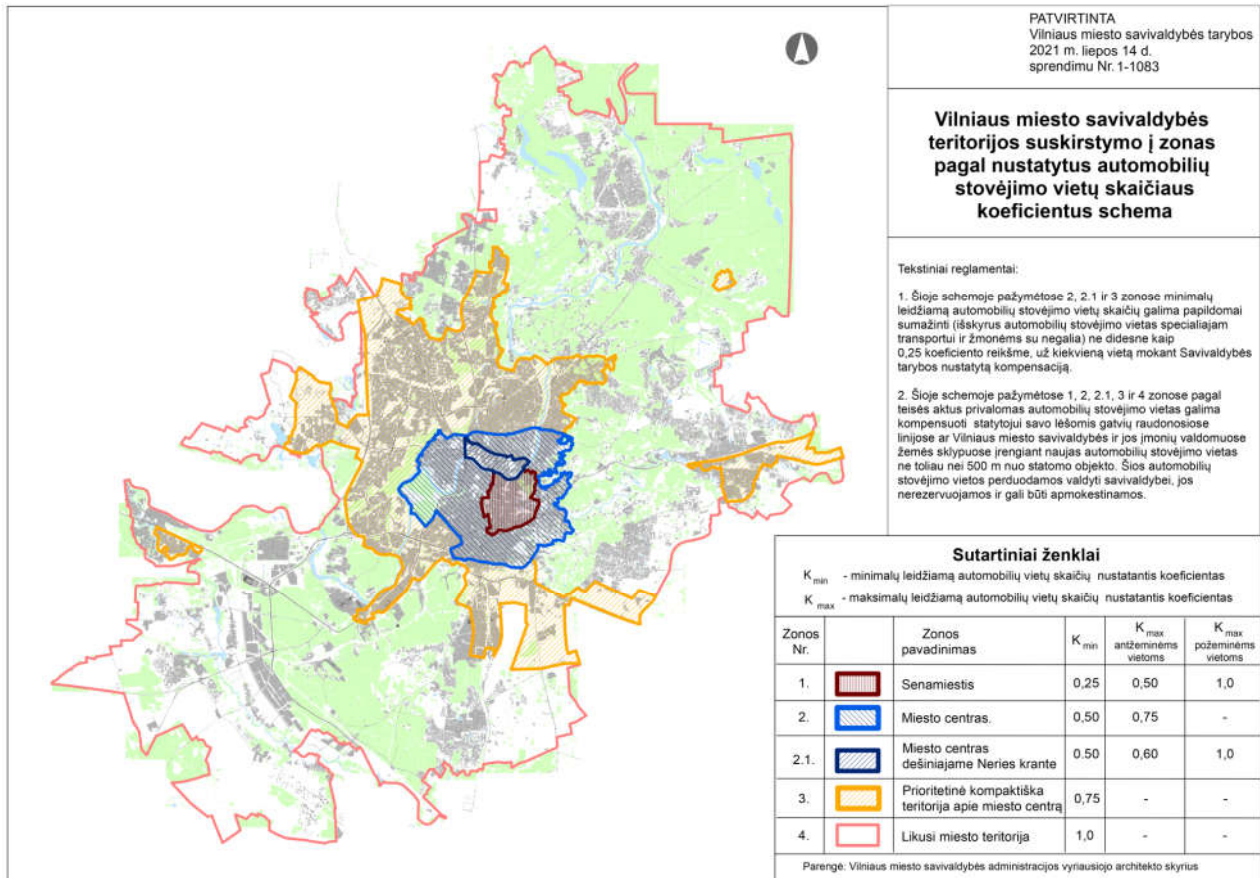 PATVIRTINTA
Vilniaus miesto savivaldybės tarybos
2021 m. liepos 14 d.
sprendimu Nr. 1-1083
Vilniaus miesto savivaldybės
teritorijos suskirstymo į zonas
pagal nustatytus automobilių
stovėjimo vietų skaičiaus
koeficientus schema
Tekstiniai reglamentai:
1. Šioje schemoje pažymėtose 2, 2.1 ir 3 zonose minimalų
leidžiamą automobilių stovėjimo vietų skaičių galima papildomai
sumažinti (išskyrus automobilių stovėjimo vietas specialiajam
transportui ir žmonėms su negalia) ne didesne kaip
0,25 koeficiento reikšme, už kiekvieną vietą mokant Savivaldybės
tarybos nustatytą kompensaciją.
2. Šioje schemoje pažymėtose 1, 2, 2.1, 3 ir 4 zonose pagal
teisės aktus privalomas automobilių stovėjimo vietas galima
kompensuoti statytojui savo lėšomis gatvių raudonosiose
linijose ar Vilniaus miesto savivaldybės ir jos įmonių valdomuose
žemės sklypuose įrengiant naujas automobilių stovėjimo vietas
ne toliau nei 500 m nuo statomo objekto. Šios automobilių
stovėjimo vietos perduodamos valdyti savivaldybei, jos
nerezervuojamos ir gali būti apmokestinamos.
Sutartiniai ženklai
K min - minimalų leidžiamą automobilių vietų skaičių nustatantis koeficientas
K max - maksimalų leidžiamą automobilių vietų skaičių nustatantis koeficientas
Zonos Nr. Zonos pavadinimas K min K max antžeminėms vietoms K max požeminėms vietoms
1. Senamiestis 0,25 0,50 1,0
2. Miesto centras. 0,50 0,75 -
2.1. Miesto centras dešiniajame Neries krante 0.50 0,60 1,0
3. Prioritetinė kompaktiška teritorija apie miesto centrą 0,75 - -
4. Likusi miesto teritorija 1,0 - -
Parengė: Vilniaus miesto savivaldybės administracijos vyriausiojo architekto skyrius